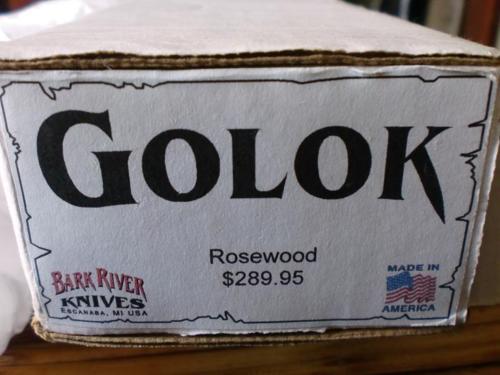 GOLOK
Rosewood
$289.95
BARK RIVER
KNIVES
ESCANABA, MI USA
MADE IN
AMERICA